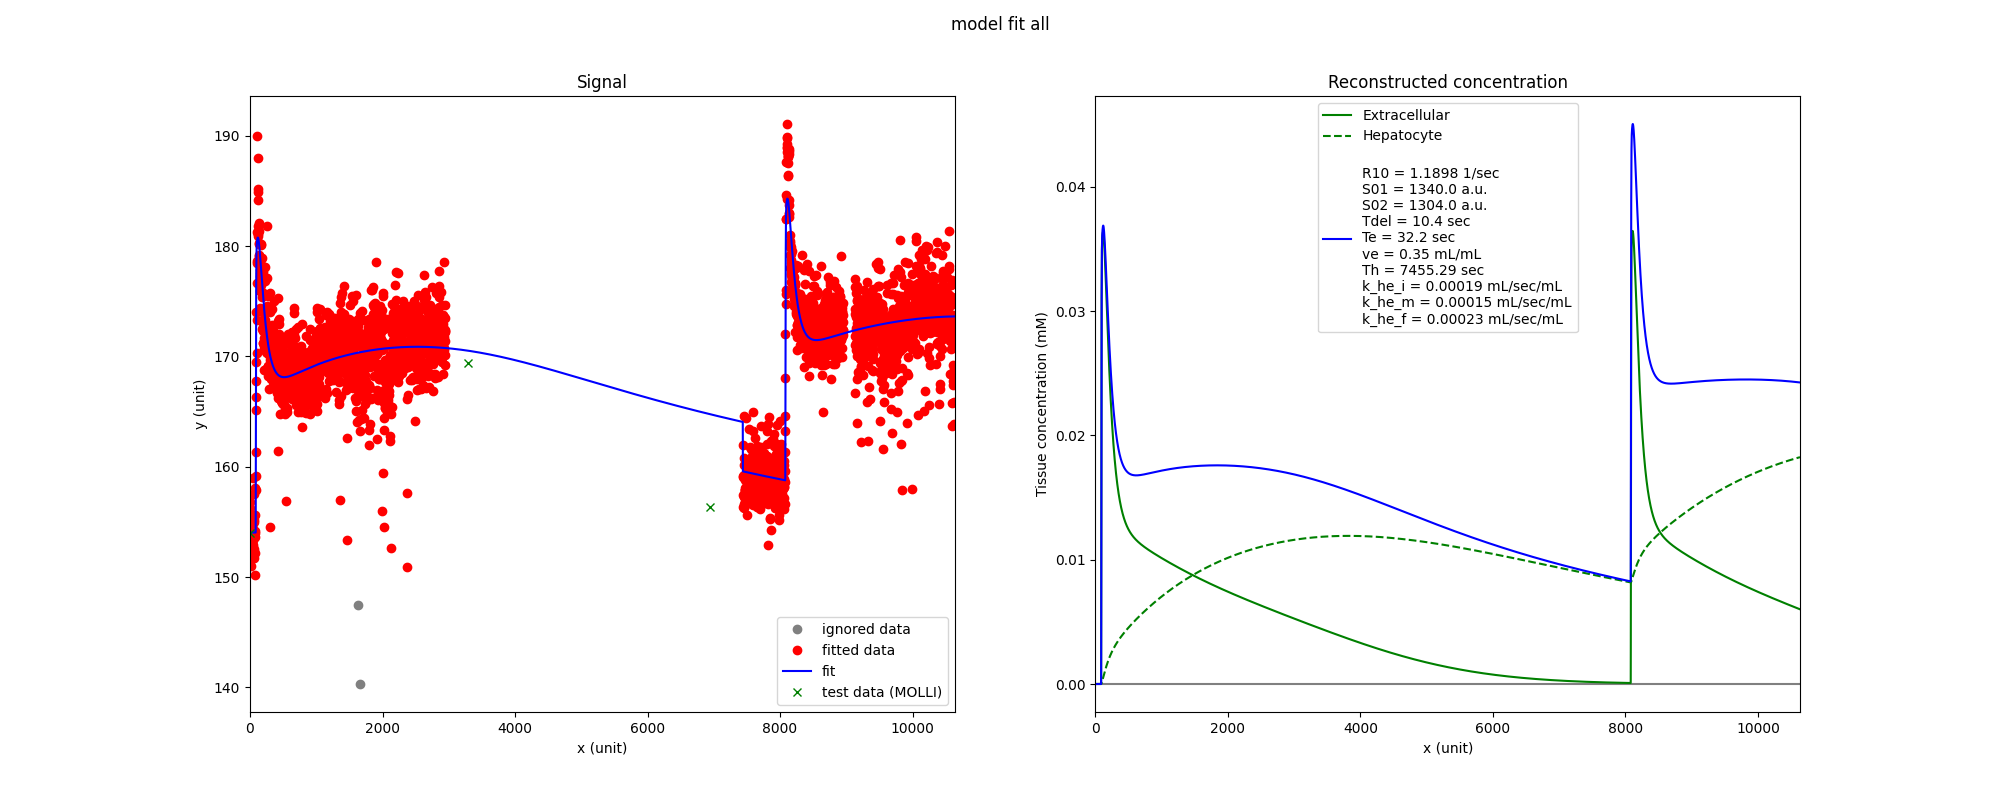 model fit all
Signal
y (unit)
190
180
170
160
150
140
0
2000
4000
6000
8000
10000
x (unit)
ignored data
fitted data
fit
test data (MOLLI)
Reconstructed concentration
Tissue concentration (mM)
0.04
0.03
0.02
0.01
0.00
0
2000
4000
6000
8000
10000
x (unit)
Extracellular
Hepatocyte
R10 = 1.1898 1/sec
S01 = 1340.0 a.u.
S02 = 1304.0 a.u.
Tdel = 10.4 sec
Te = 32.2 sec
ve = 0.35 mL/mL
Th = 7455.29 sec
k_he_i = 0.00019 mL/sec/mL
k_he_m = 0.00015 mL/sec/mL
k_he_f = 0.00023 mL/sec/mL